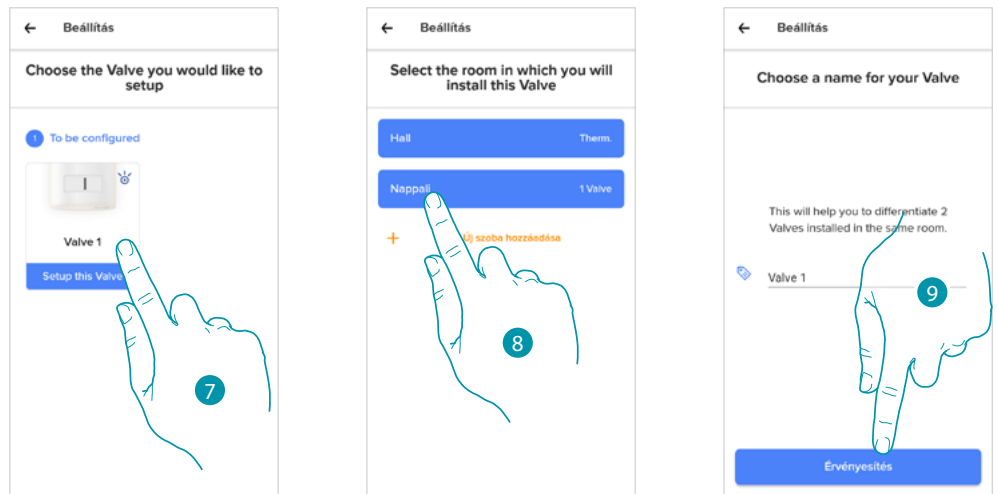 Beállítás
Choose the Valve you would like to
setup
1 To be configured
Valve 1
Setup this Valve
7
Beállítás
Select the room in which you will
install this Valve
Hall Therm.
Nappali 1 Valve
+ Új szoba hozzáadása
8
Beállítás
Choose a name for your Valve
This will help you to differentiate 2
Valves installed in the same room.
Valve 1
9
Érvényesítés